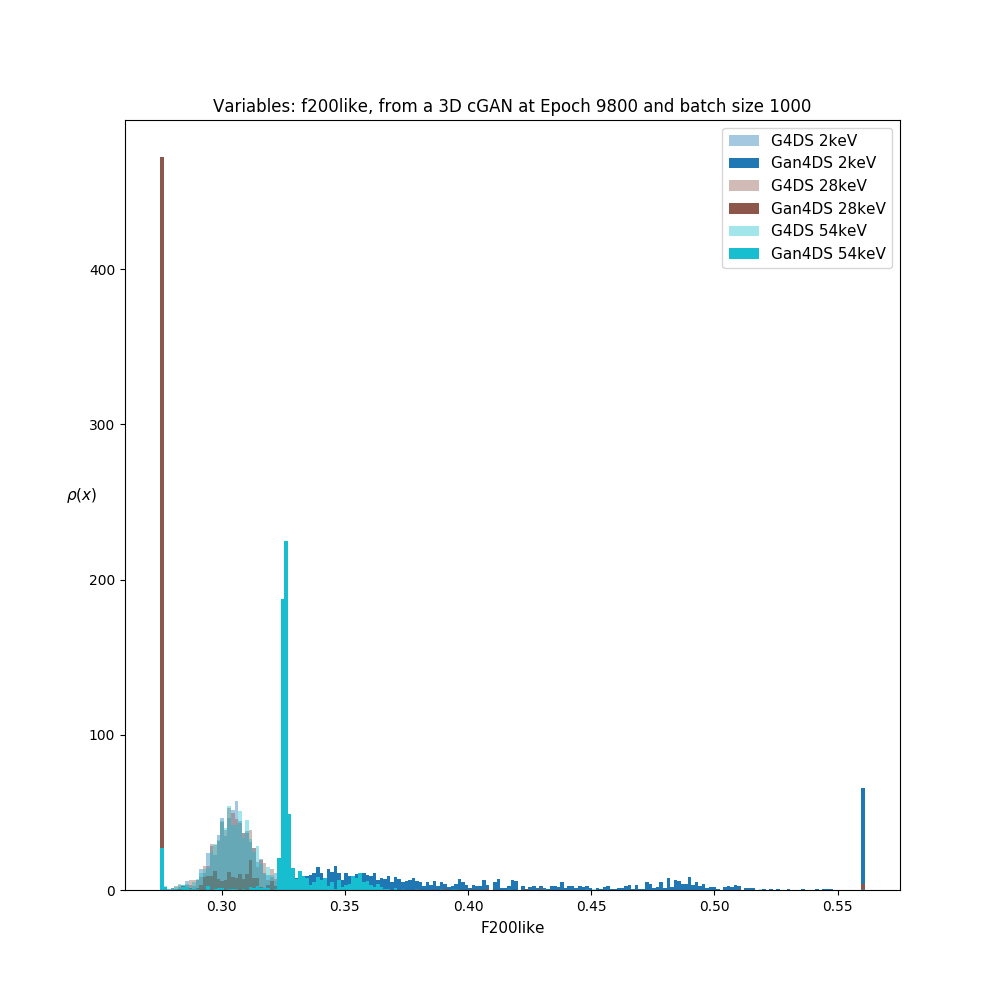 Variables: f200like, from a 3D cGAN at Epoch 9800 and batch size 1000
G4DS 2keV
Gan4DS 2keV
G4DS 28keV
Gan4DS 28keV
G4DS 54keV
Gan4DS 54keV
400
300
ρ(x)
200
100
0
0.30 0.35 0.40 0.45 0.50 0.55
F200like